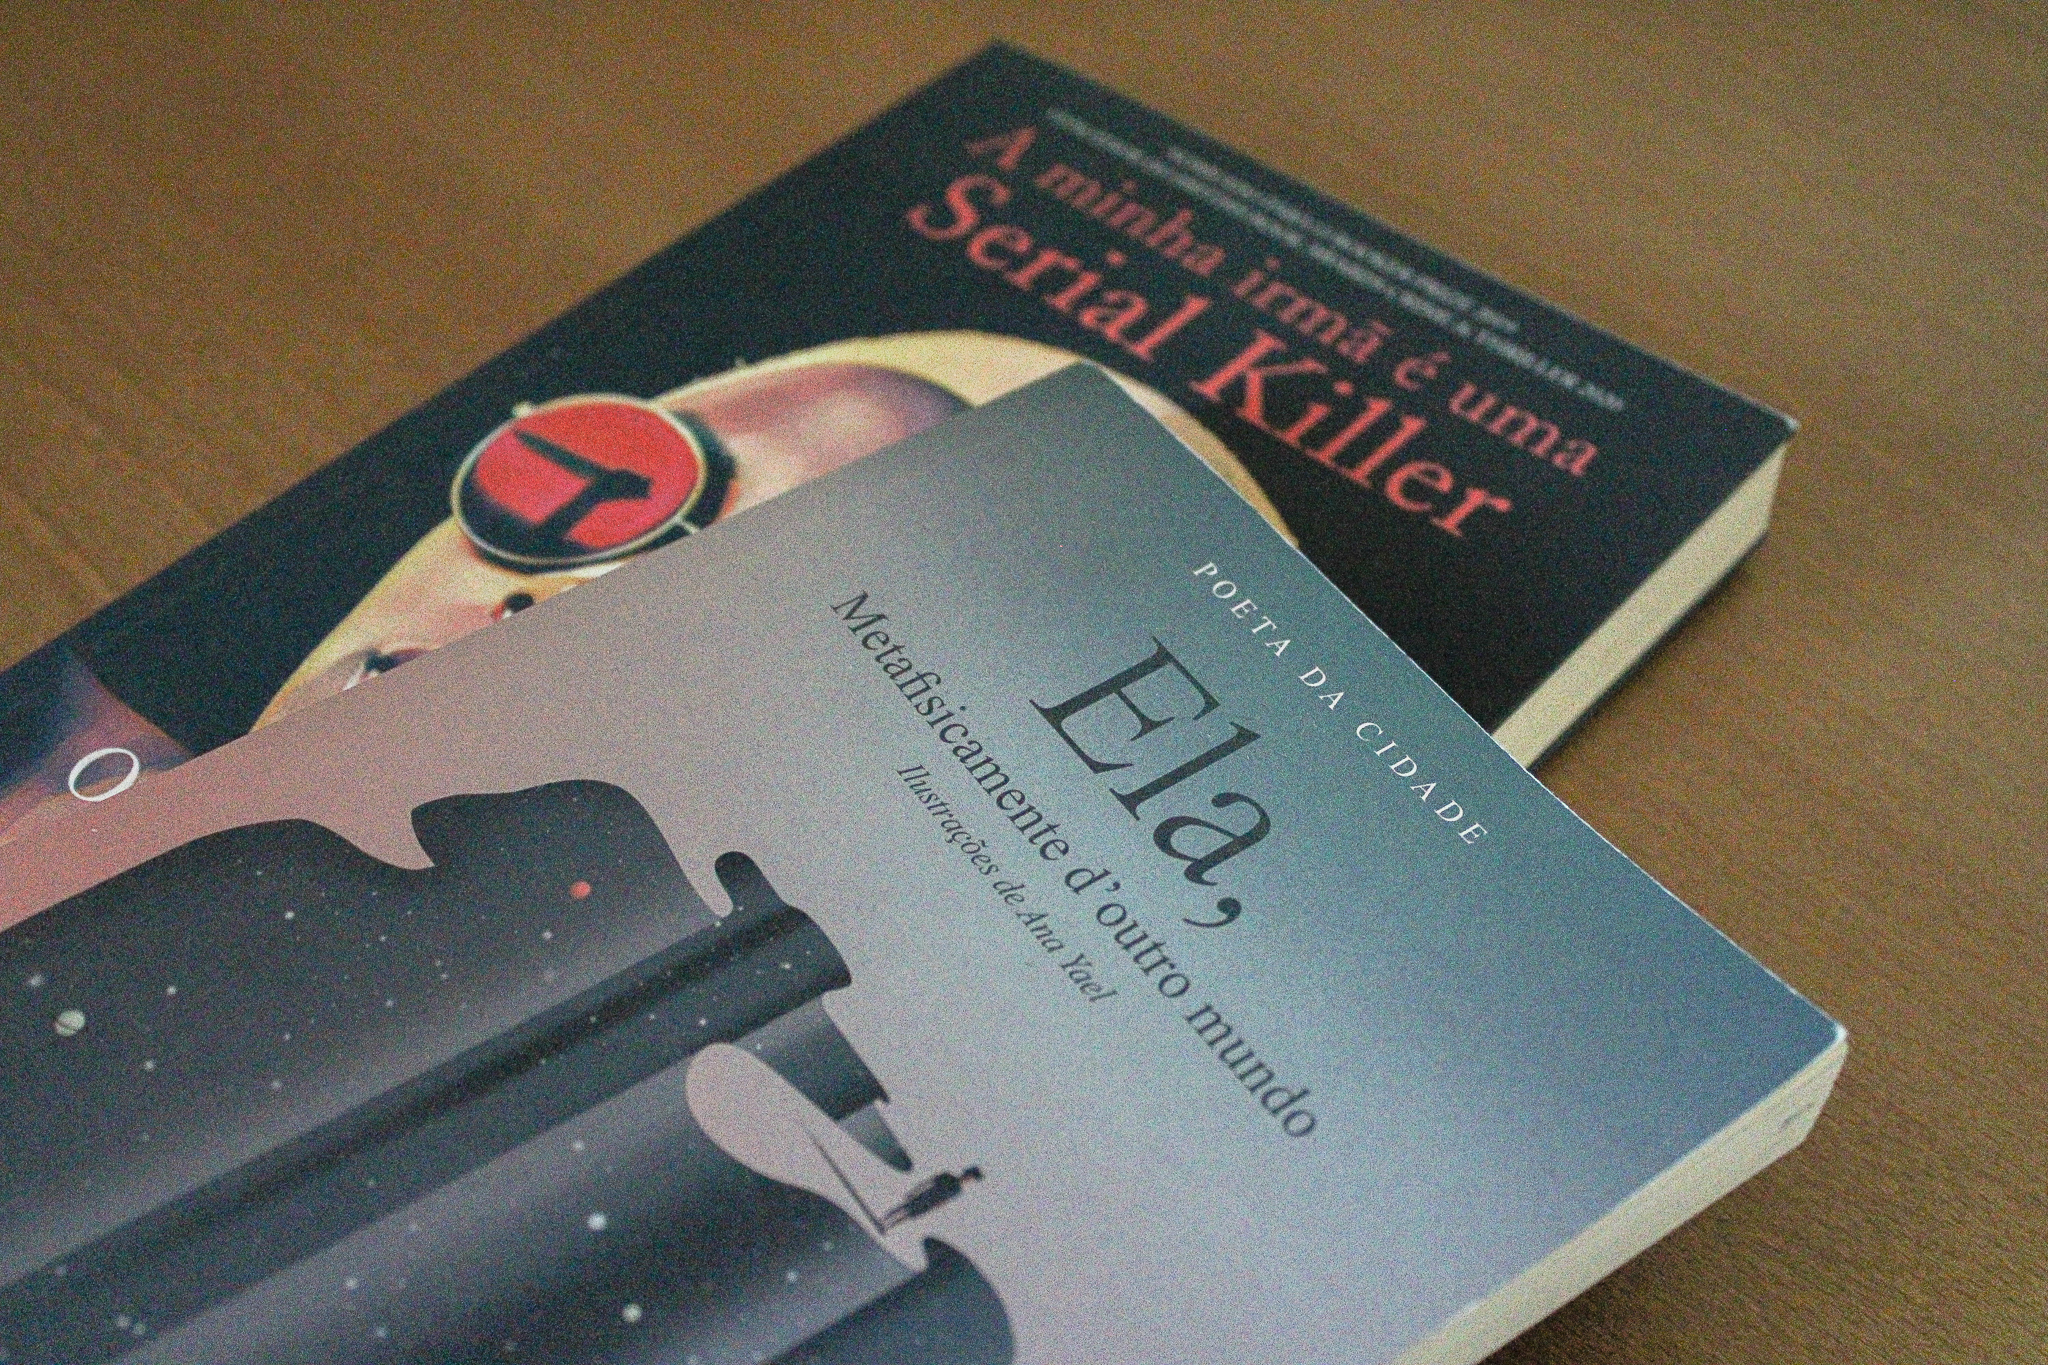 A minha irmã é uma
Serial Killer
POETA DA CIDADE
Ela,
Metafisicamente d'outro mundo
Ilustrações de Ana Yael
O